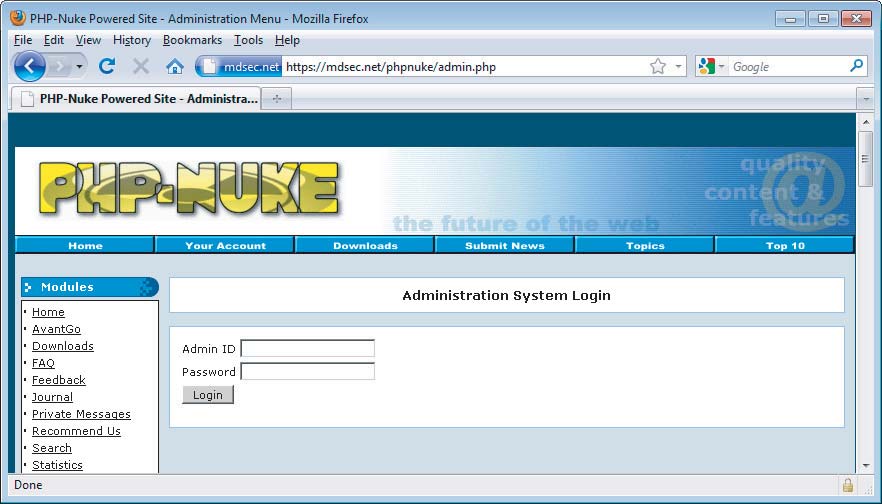 PHP-Nuke Powered Site - Administration Menu - Mozilla Firefox
File Edit View History Bookmarks Tools Help
mdsec.net https://mdsec.net/phpnuke/admin.php Google
PHP-Nuke Powered Site - Administra...
PHP-NUKE
quality
content &
features
@
the future of the web
Home Your Account Downloads Submit News Topics Top 10
Modules
Administration System Login
Home
AvantGo
Downloads
FAQ
Feedback
Journal
Private Messages
Recommend Us
Search
Statistics
Admin ID
Password
Login
Done